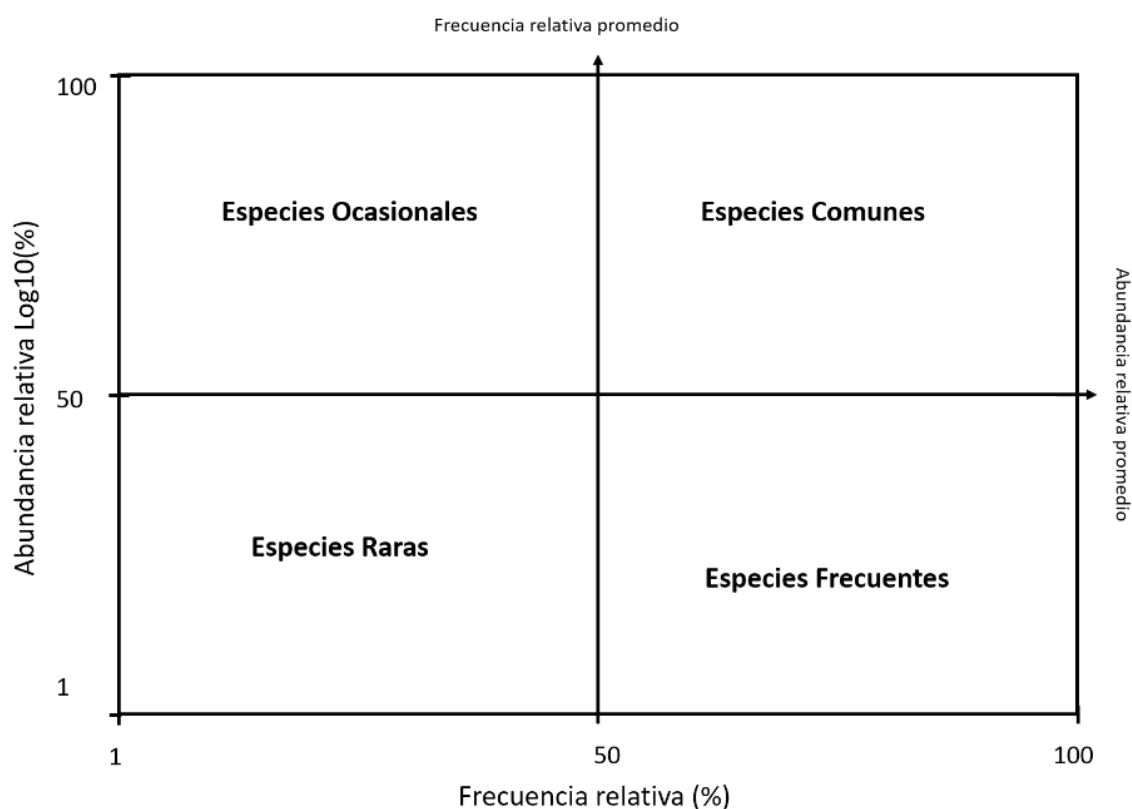 Frecuencia relativa promedio
100
Especies Ocasionales
Especies Comunes
Abundancia relativa Log10(%)
Abundancia relativa promedio
50
Especies Raras
Especies Frecuentes
1
1
50
100
Frecuencia relativa (%)